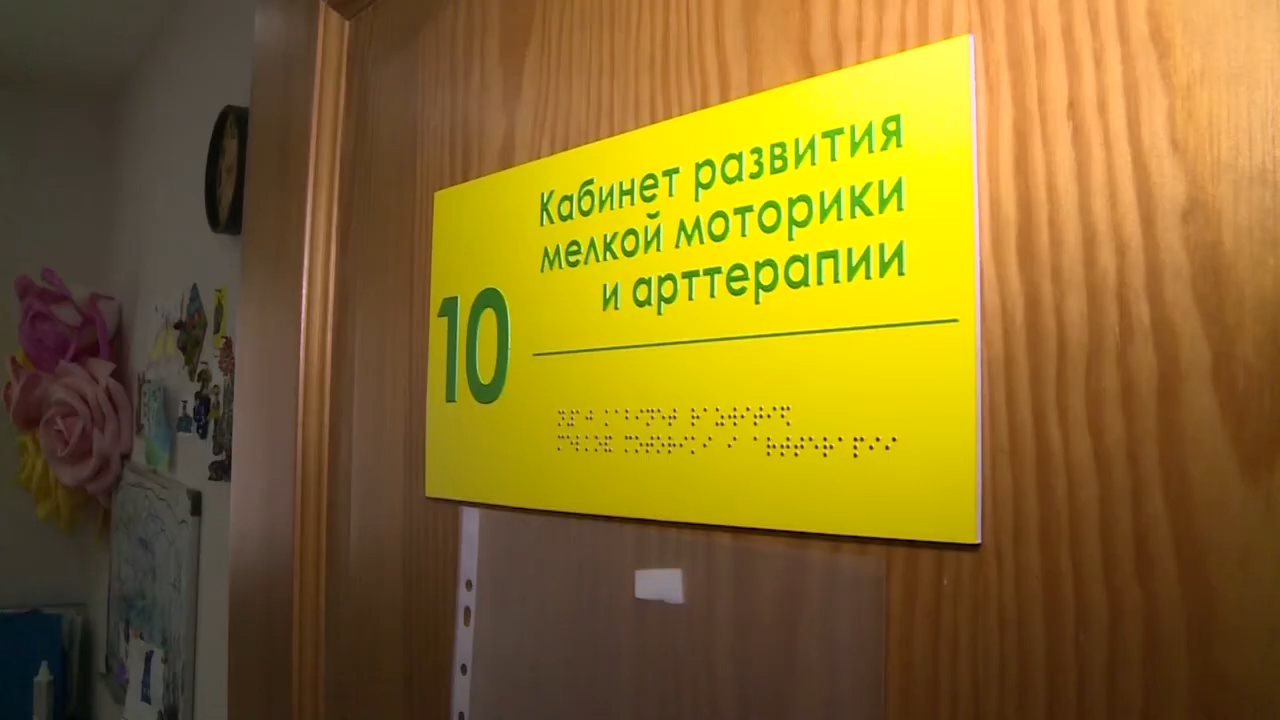 10
Кабинет развития
мелкой моторики
и арттерапии